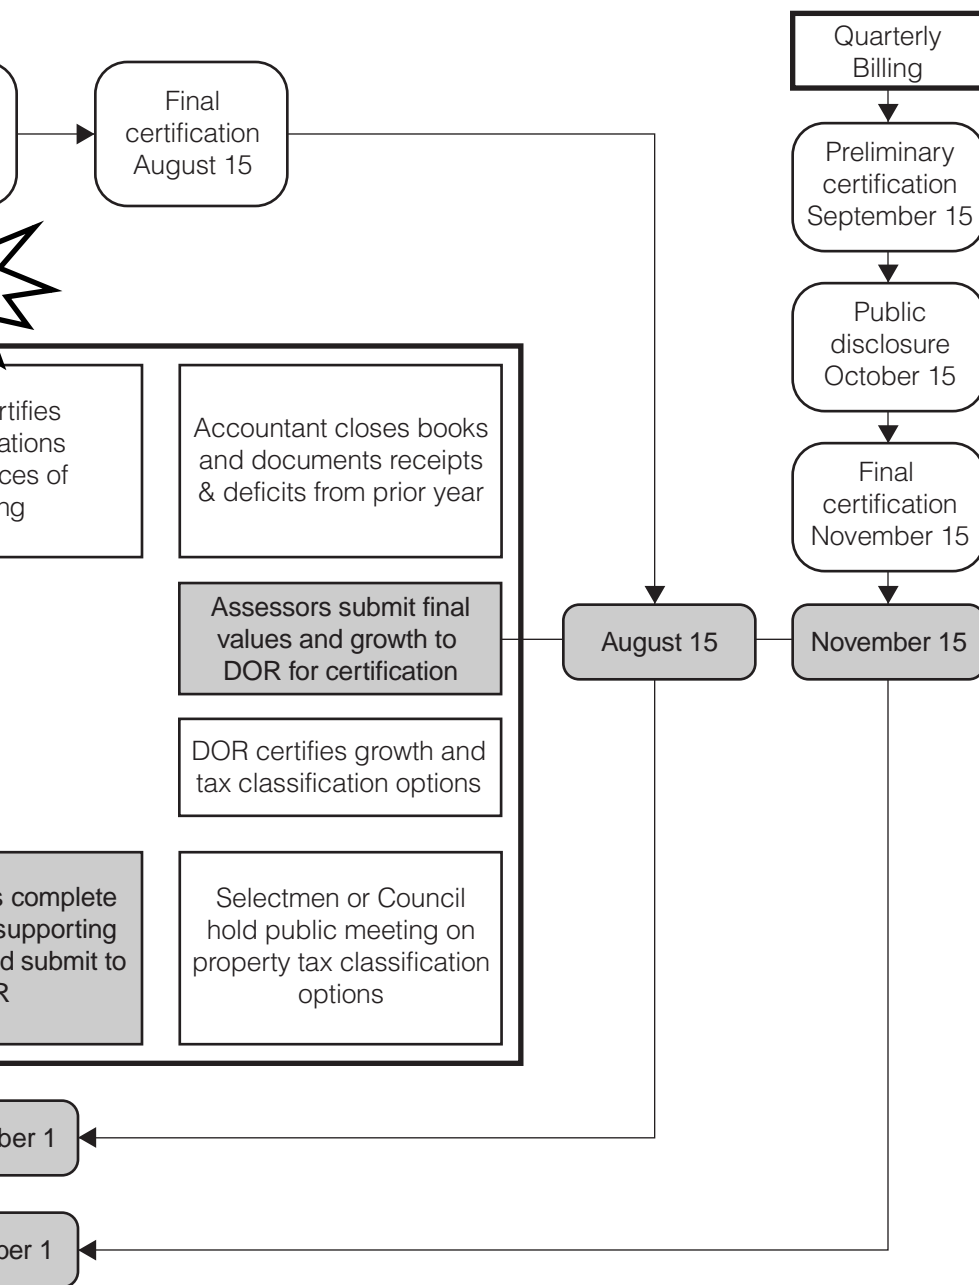 Quarterly
Billing
Final
certification
August 15
Preliminary
certification
September 15
Public
disclosure
October 15
Final
certification
November 15
rtifies
ations
ces of
ng
Accountant closes books
and documents receipts
& deficits from prior year
Assessors submit final
values and growth to
DOR for certification
August 15
November 15
DOR certifies growth and
tax classification options
s complete
supporting
d submit to
R
Selectmen or Council
hold public meeting on
property tax classification
options
ber 1
ber 1